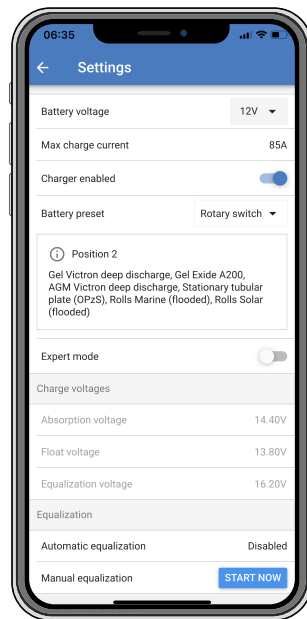 06:35
Settings
Battery voltage 12V
Max charge current 85A
Charger enabled
Battery preset Rotary switch
Position 2
Gel Victron deep discharge, Gel Exide A200,
AGM Victron deep discharge, Stationary tubular
plate (OPzS), Rolls Marine (flooded), Rolls Solar
(flooded)
Expert mode
Charge voltages
Absorption voltage 14.40V
Float voltage 13.80V
Equalization voltage 16.20V
Equalization
Automatic equalization Disabled
Manual equalization START NOW